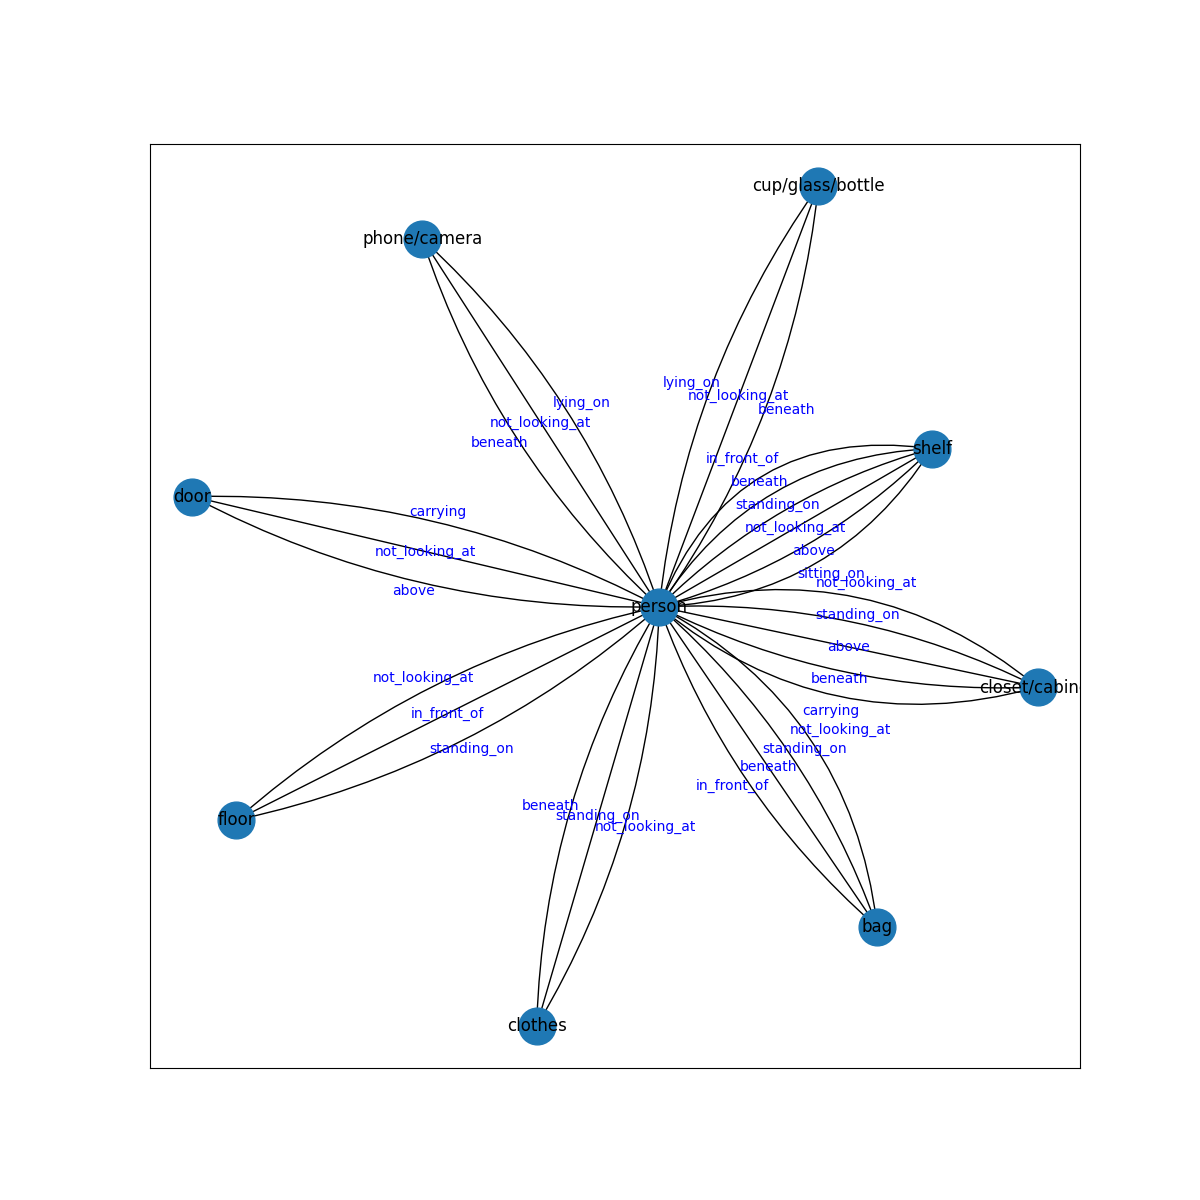 cup/glass/bottle
phone/camera
lying_on
not_looking_at
beneath
lying_on
not_looking_at
beneath
shelf
in_front_of
beneath
standing_on
not_looking_at
above
sitting_on
door
carrying
not_looking_at
above
person
not_looking_at
standing_on
above
beneath
carrying
closet/cabin
not_looking_at
in_front_of
standing_on
not_looking_at
standing_on
beneath
in_front_of
beneath
standing_on
not_looking_at
floor
bag
clothes